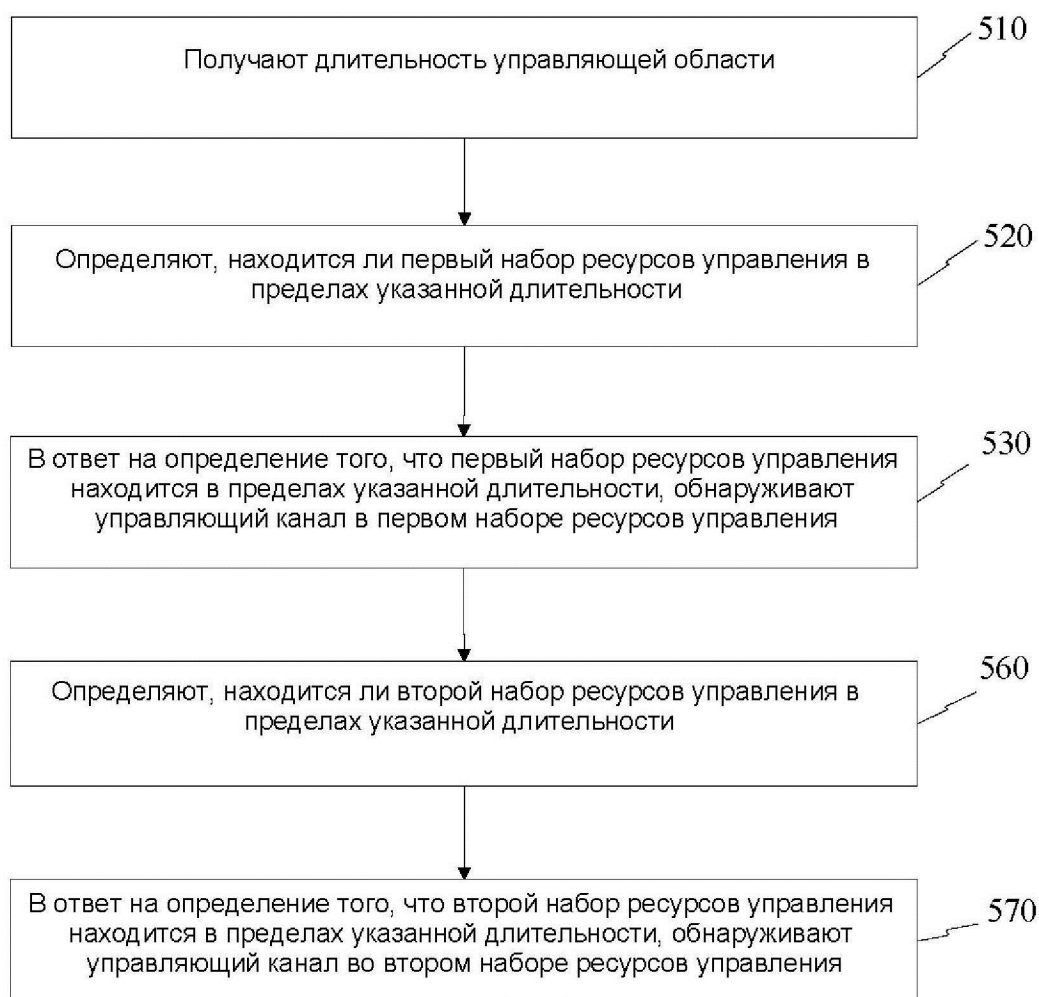 510
Получают длительность управляющей области
520
Определяют, находится ли первый набор ресурсов управления в
пределах указанной длительности
530
В ответ на определение того, что первый набор ресурсов управления
находится в пределах указанной длительности, обнаруживают
управляющий канал в первом наборе ресурсов управления
560
Определяют, находится ли второй набор ресурсов управления в
пределах указанной длительности
570
В ответ на определение того, что второй набор ресурсов управления
находится в пределах указанной длительности, обнаруживают
управляющий канал во втором наборе ресурсов управления